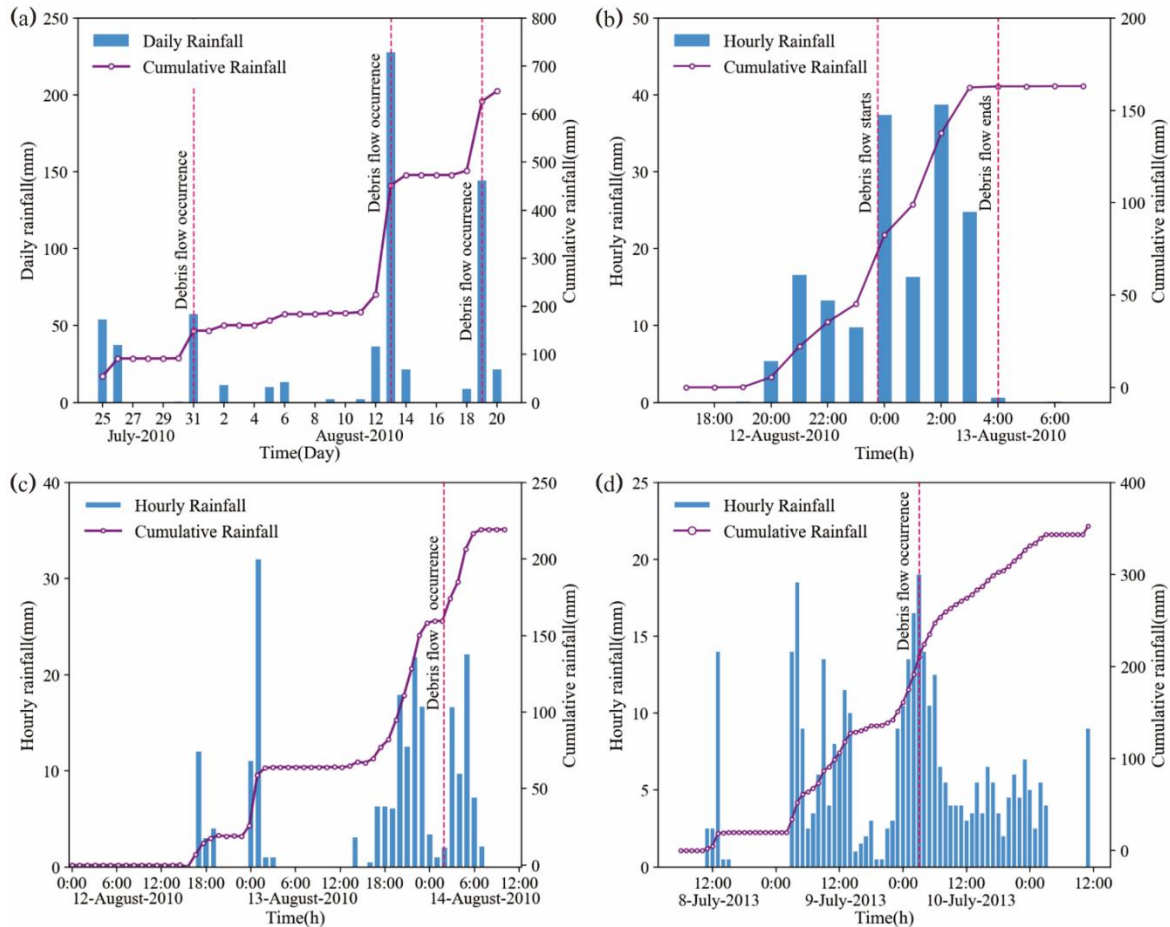 (a)
Daily Rainfall
Cumulative Rainfall
Debris flow occurrence
Debris flow occurrence
Debris flow occurrence
Daily rainfall(mm)
250
200
150
100
50
0
Cumulative rainfall(mm)
800
700
600
500
400
300
200
100
0
25 27 29 31 2 4 6 8 10 12 14 16 18 20
July-2010 August-2010
Time(Day)
(b)
Hourly Rainfall
Cumulative Rainfall
Debris flow starts
Debris flow ends
Hourly rainfall(mm)
50
40
30
20
10
0
Cumulative rainfall(mm)
200
150
100
50
0
18:00 20:00 22:00 0:00 2:00 4:00 6:00
12-August-2010 13-August-2010
Time(h)
(c)
Hourly Rainfall
Cumulative Rainfall
Debris flow occurrence
Hourly rainfall(mm)
40
30
20
10
0
Cumulative rainfall(mm)
250
200
150
100
50
0
0:00 6:00 12:00 18:00 0:00 6:00 12:00 18:00 0:00 6:00 12:00
12-August-2010 13-August-2010 14-August-2010
Time(h)
(d)
Hourly Rainfall
Cumulative Rainfall
Debris flow occurrence
Hourly rainfall(mm)
25
20
15
10
5
0
Cumulative rainfall(mm)
400
300
200
100
0
12:00 0:00 12:00 0:00 12:00 0:00 12:00
8-July-2013 9-July-2013 10-July-2013
Time(h)